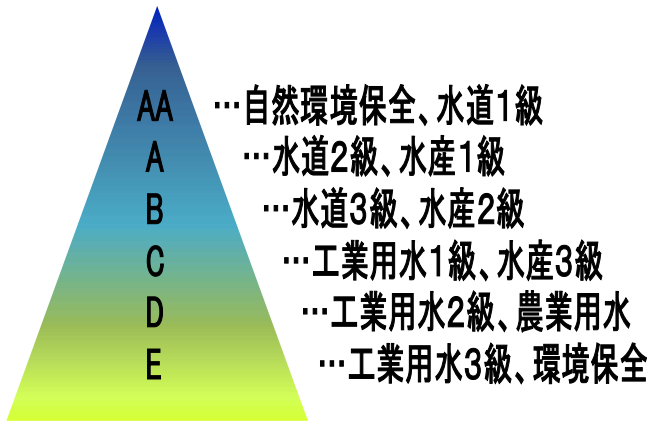 AA …自然環境保全、水道1級
A …水道2級、水産1級
B …水道3級、水産2級
C …工業用水1級、水産3級
D …工業用水2級、農業用水
E …工業用水3級、環境保全